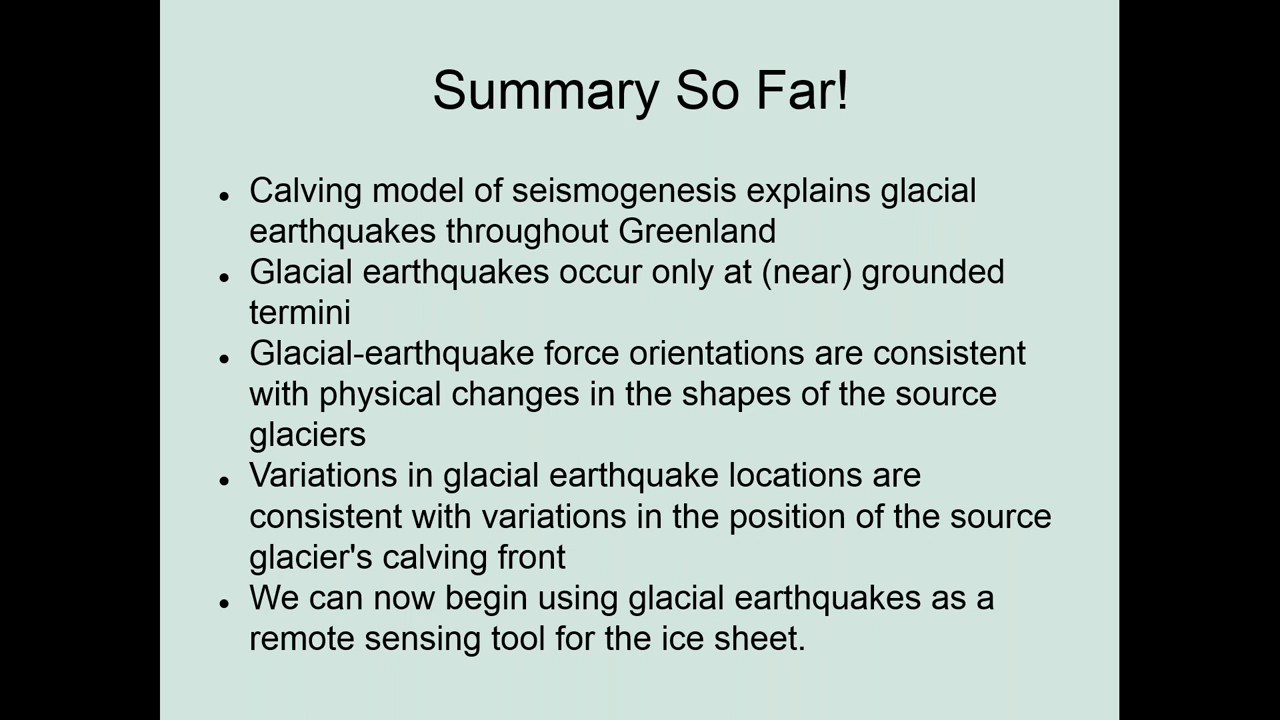 Summary So Far!
• Calving model of seismogenesis explains glacial
earthquakes throughout Greenland
• Glacial earthquakes occur only at (near) grounded
termini
• Glacial-earthquake force orientations are consistent
with physical changes in the shapes of the source
glaciers
• Variations in glacial earthquake locations are
consistent with variations in the position of the source
glacier's calving front
• We can now begin using glacial earthquakes as a
remote sensing tool for the ice sheet.